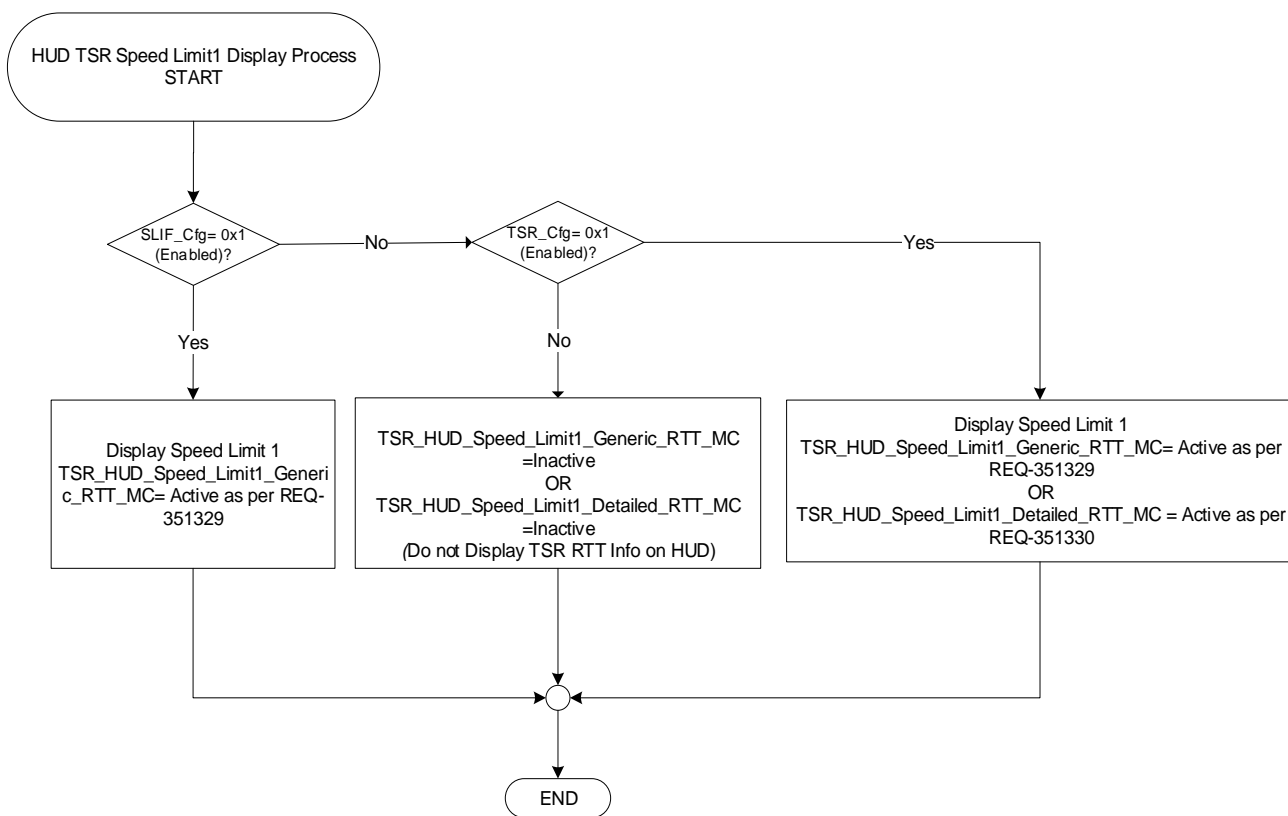 HUD TSR Speed Limit1 Display Process
START
SLIF_Cfg= 0x1
(Enabled)?
No
TSR_Cfg= 0x1
(Enabled)?
Yes
Yes
No
Display Speed Limit 1
TSR_HUD_Speed_Limit1_Generi
c_RTT_MC= Active as per REQ-
351329
TSR_HUD_Speed_Limit1_Generic_RTT_MC
=Inactive
OR
TSR_HUD_Speed_Limit1_Detailed_RTT_MC
=Inactive
(Do not Display TSR RTT Info on HUD)
Display Speed Limit 1
TSR_HUD_Speed_Limit1_Generic_RTT_MC= Active as per
REQ-351329
OR
TSR_HUD_Speed_Limit1_Detailed_RTT_MC = Active as per
REQ-351330
END